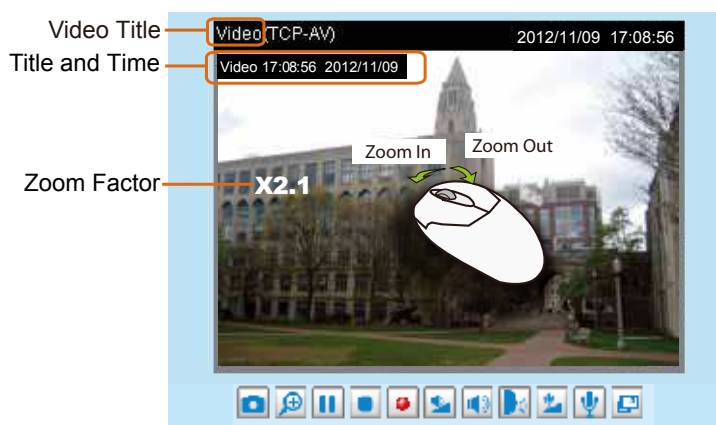 Video Title
Video(TCP-AV) 2012/11/09 17:08:56
Title and Time
Video 17:08:56 2012/11/09
Zoom In
Zoom Out
Zoom Factor
X2.1